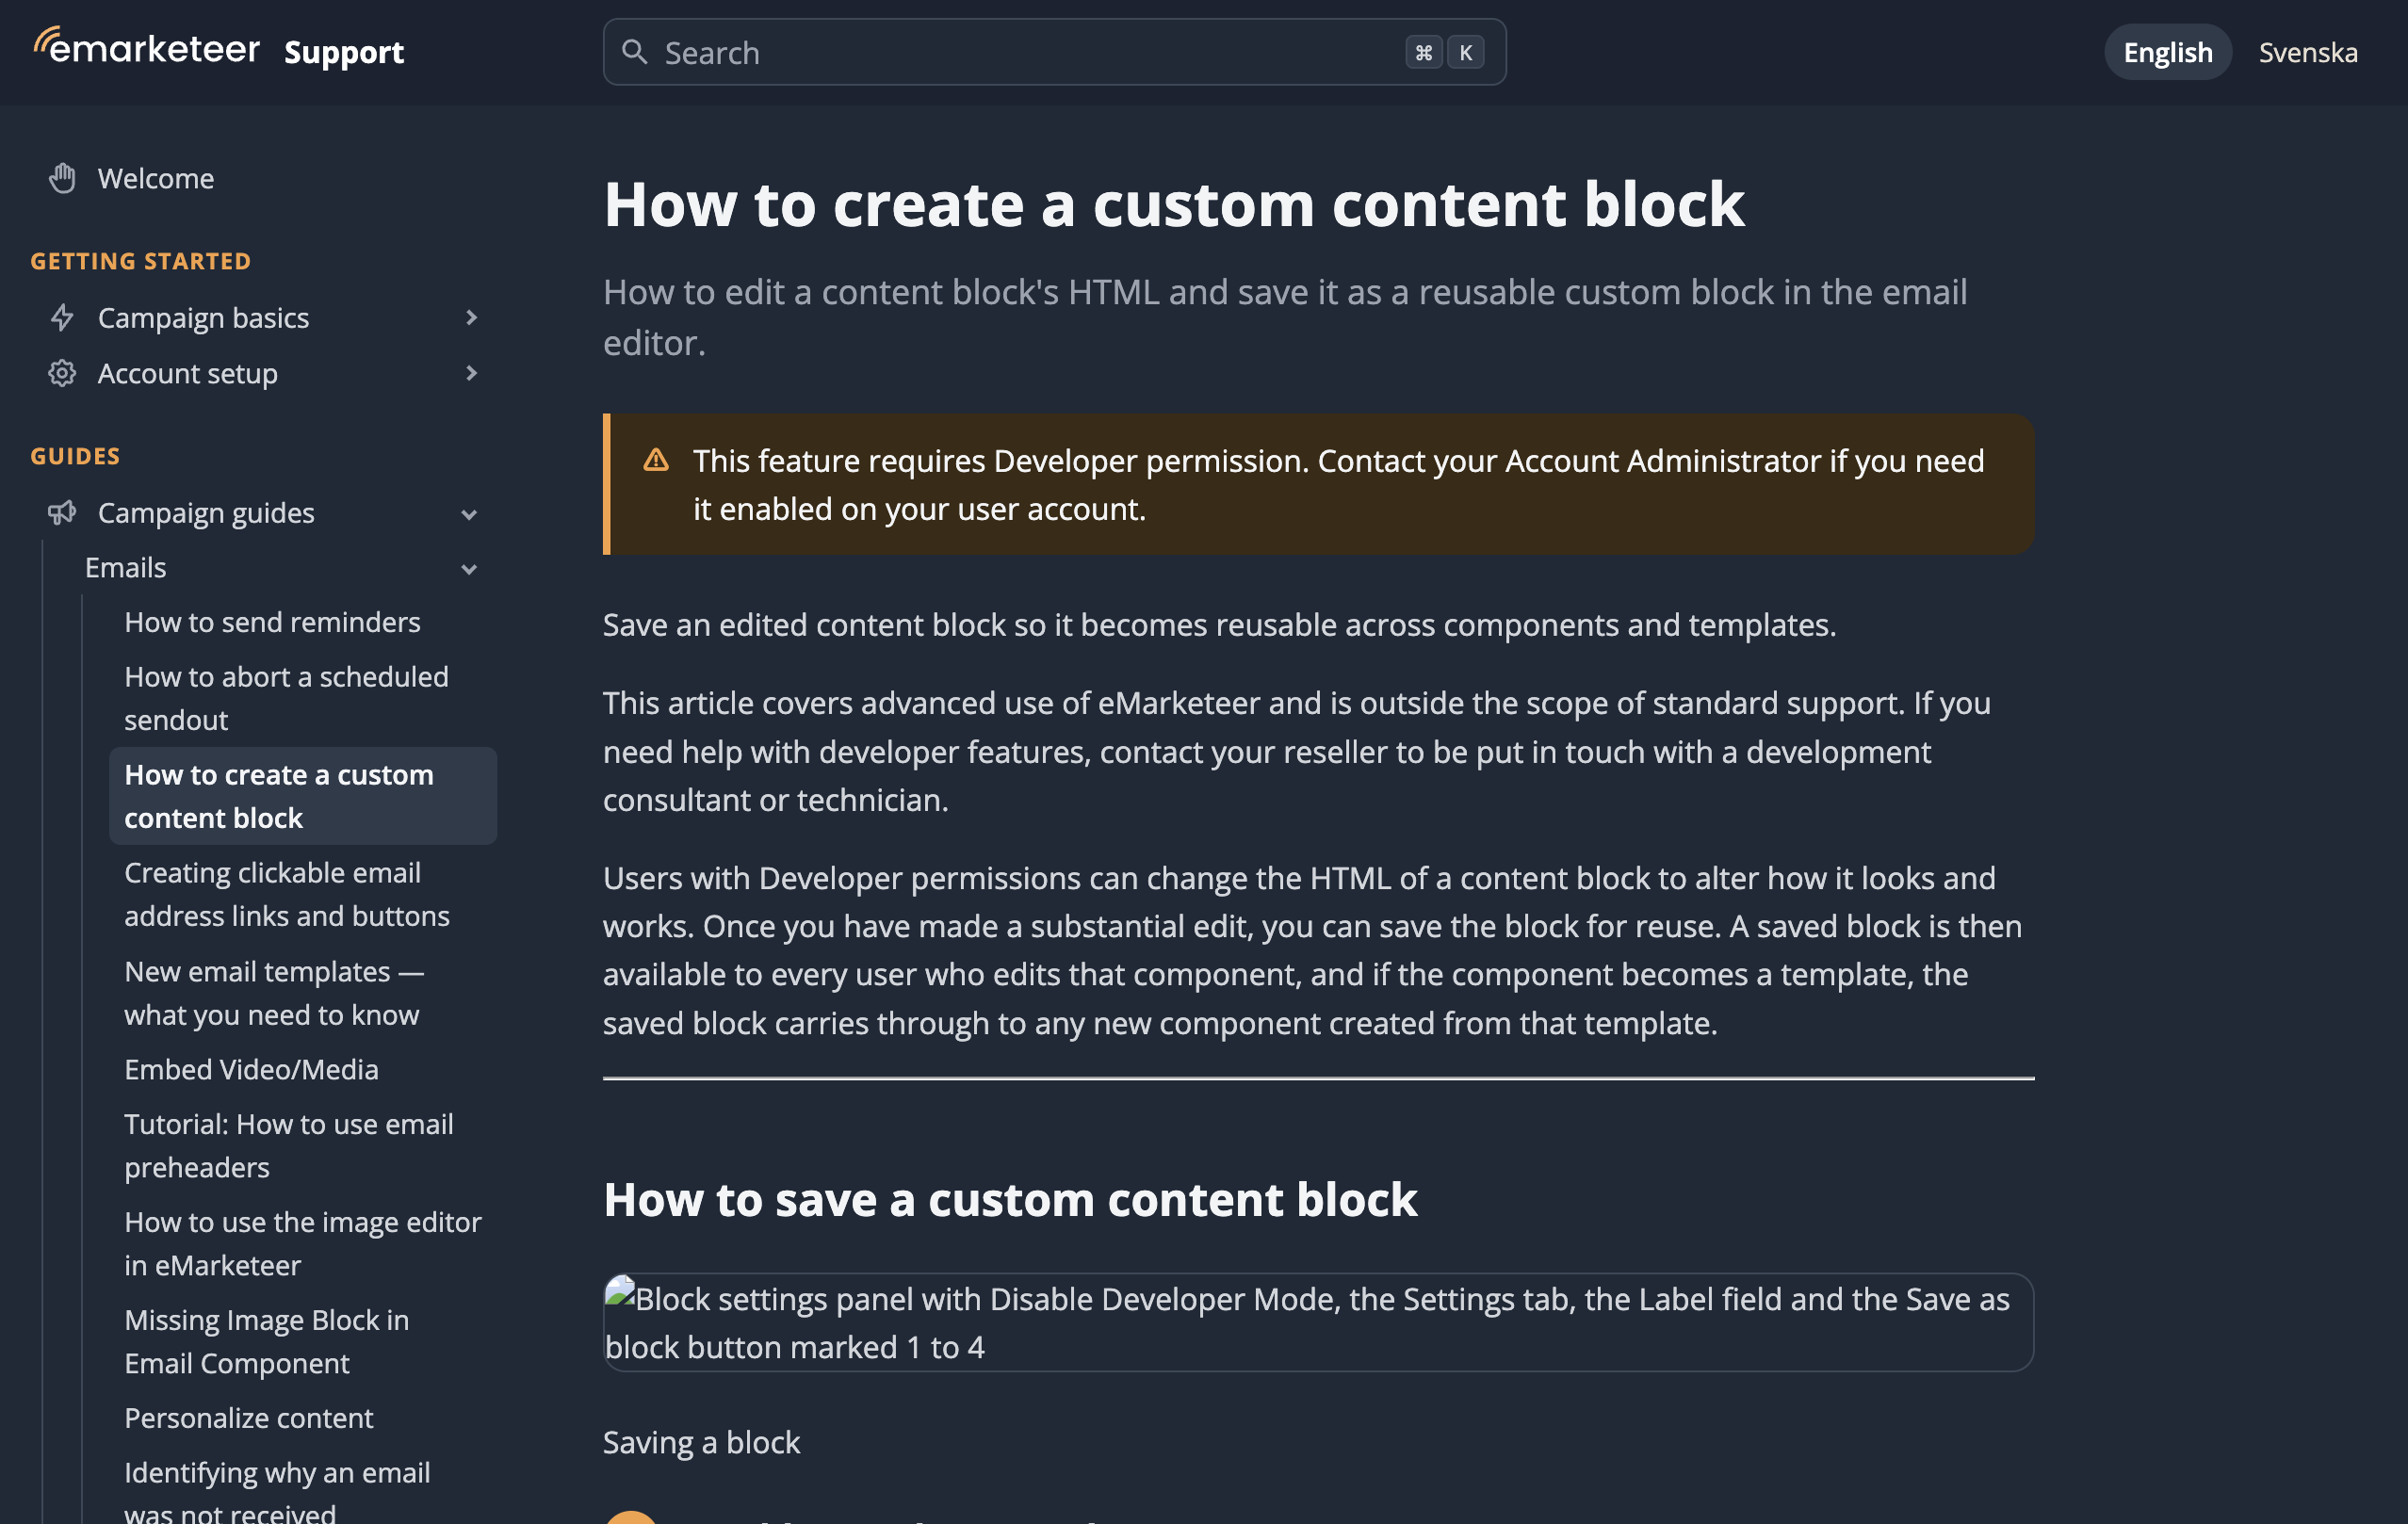 emarketeer Support
Search
⌘ K
English
Svenska
Welcome
GETTING STARTED
Campaign basics
Account setup
GUIDES
Campaign guides
Emails
How to send reminders
How to abort a scheduled
sendout
How to create a custom
content block
Creating clickable email
address links and buttons
New email templates —
what you need to know
Embed Video/Media
Tutorial: How to use email
preheaders
How to use the image editor
in eMarketeer
Missing Image Block in
Email Component
Personalize content
Identifying why an email
was not received
How to create a custom content block
How to edit a content block's HTML and save it as a reusable custom block in the email
editor.
This feature requires Developer permission. Contact your Account Administrator if you need
it enabled on your user account.
Save an edited content block so it becomes reusable across components and templates.
This article covers advanced use of eMarketeer and is outside the scope of standard support. If you
need help with developer features, contact your reseller to be put in touch with a development
consultant or technician.
Users with Developer permissions can change the HTML of a content block to alter how it looks and
works. Once you have made a substantial edit, you can save the block for reuse. A saved block is then
available to every user who edits that component, and if the component becomes a template, the
saved block carries through to any new component created from that template.
How to save a custom content block
Block settings panel with Disable Developer Mode, the Settings tab, the Label field and the Save as
block button marked 1 to 4
Saving a block